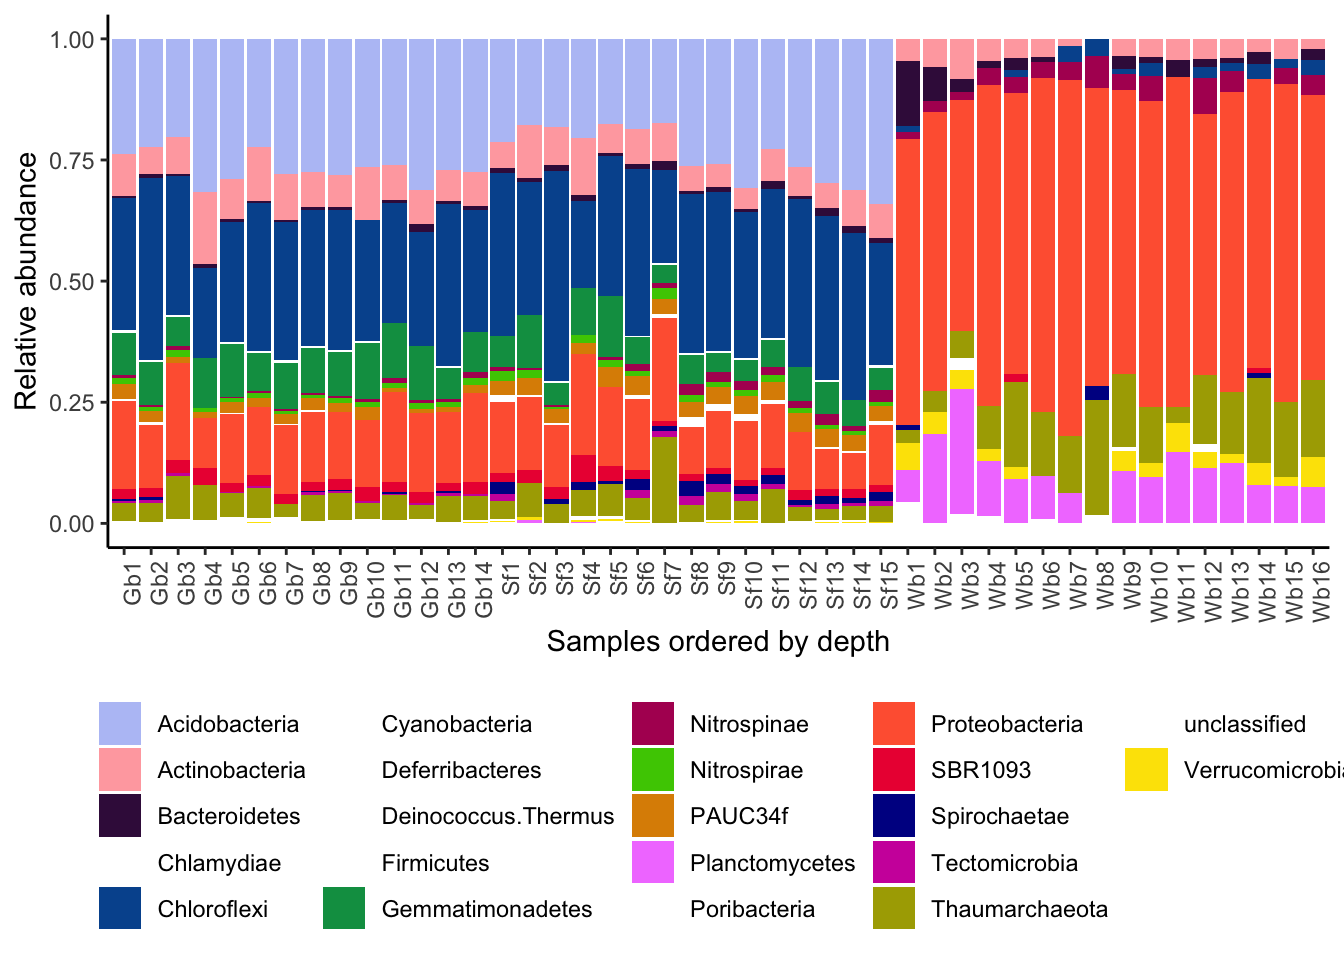 1.00
0.75
0.50
0.25
0.00
Relative abundance
Gb1 Gb2 Gb3 Gb4 Gb5 Gb6 Gb7 Gb8 Gb9 Gb10 Gb11 Gb12 Gb13 Gb14 Sf1 Sf2 Sf3 Sf4 Sf5 Sf6 Sf7 Sf8 Sf9 Sf10 Sf11 Sf12 Sf13 Sf14 Sf15 Wb1 Wb2 Wb3 Wb4 Wb5 Wb6 Wb7 Wb8 Wb9 Wb10 Wb11 Wb12 Wb13 Wb14 Wb15 Wb16
Samples ordered by depth
Acidobacteria Cyanobacteria Nitrospinae Proteobacteria unclassified
Actinobacteria Deferribacteres Nitrospirae SBR1093 Verrucomicrobia
Bacteroidetes Deinococcus.Thermus PAUC34f Spirochaetae
Chlamydiae Firmicutes Planctomycetes Tectomicrobia
Chloroflexi Gemmatimonadetes Poribacteria Thaumarchaeota